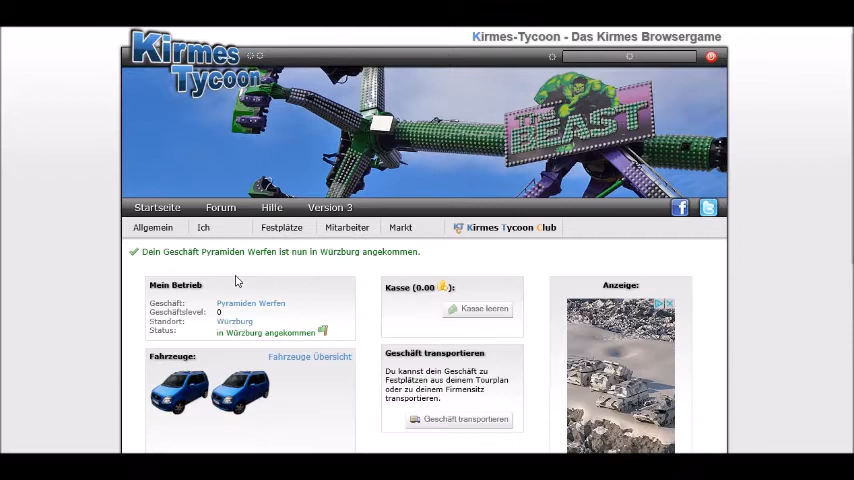 Kirmes Tycoon
Kirmes-Tycoon - Das Kirmes Browsergame
THE BEAST
Startseite Forum Hilfe Version 3
Allgemein Ich Festplätze Mitarbeiter Markt Kirmes Tycoon Club
Dein Geschäft Pyramiden Werfen ist nun in Würzburg angekommen.
Mein Betrieb
Geschäft: Pyramiden Werfen
Geschäftslevel: 0
Standort: Würzburg
Status: in Würzburg angekommen
Fahrzeuge: Fahrzeuge Übersicht
Kasse (0.00 ):
Kasse leeren
Geschäft transportieren
Du kannst dein Geschäft zu
Festplätzen aus deinem Tourplan
oder zu deinem Firmensitz
transportieren.
Geschäft transportieren
Anzeige: